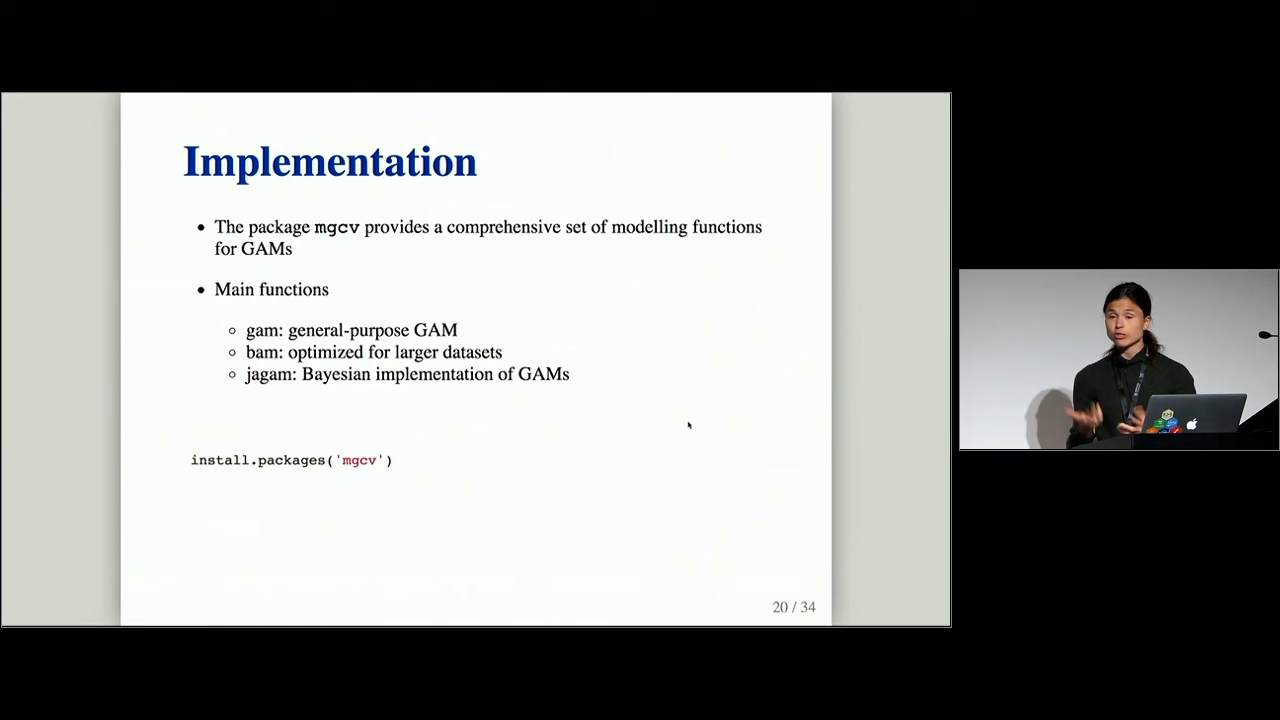 Implementation
The package mgcv provides a comprehensive set of modelling functions
for GAMs
Main functions
gam: general-purpose GAM
bam: optimized for larger datasets
jagam: Bayesian implementation of GAMs
install.packages('mgcv')
20 / 34